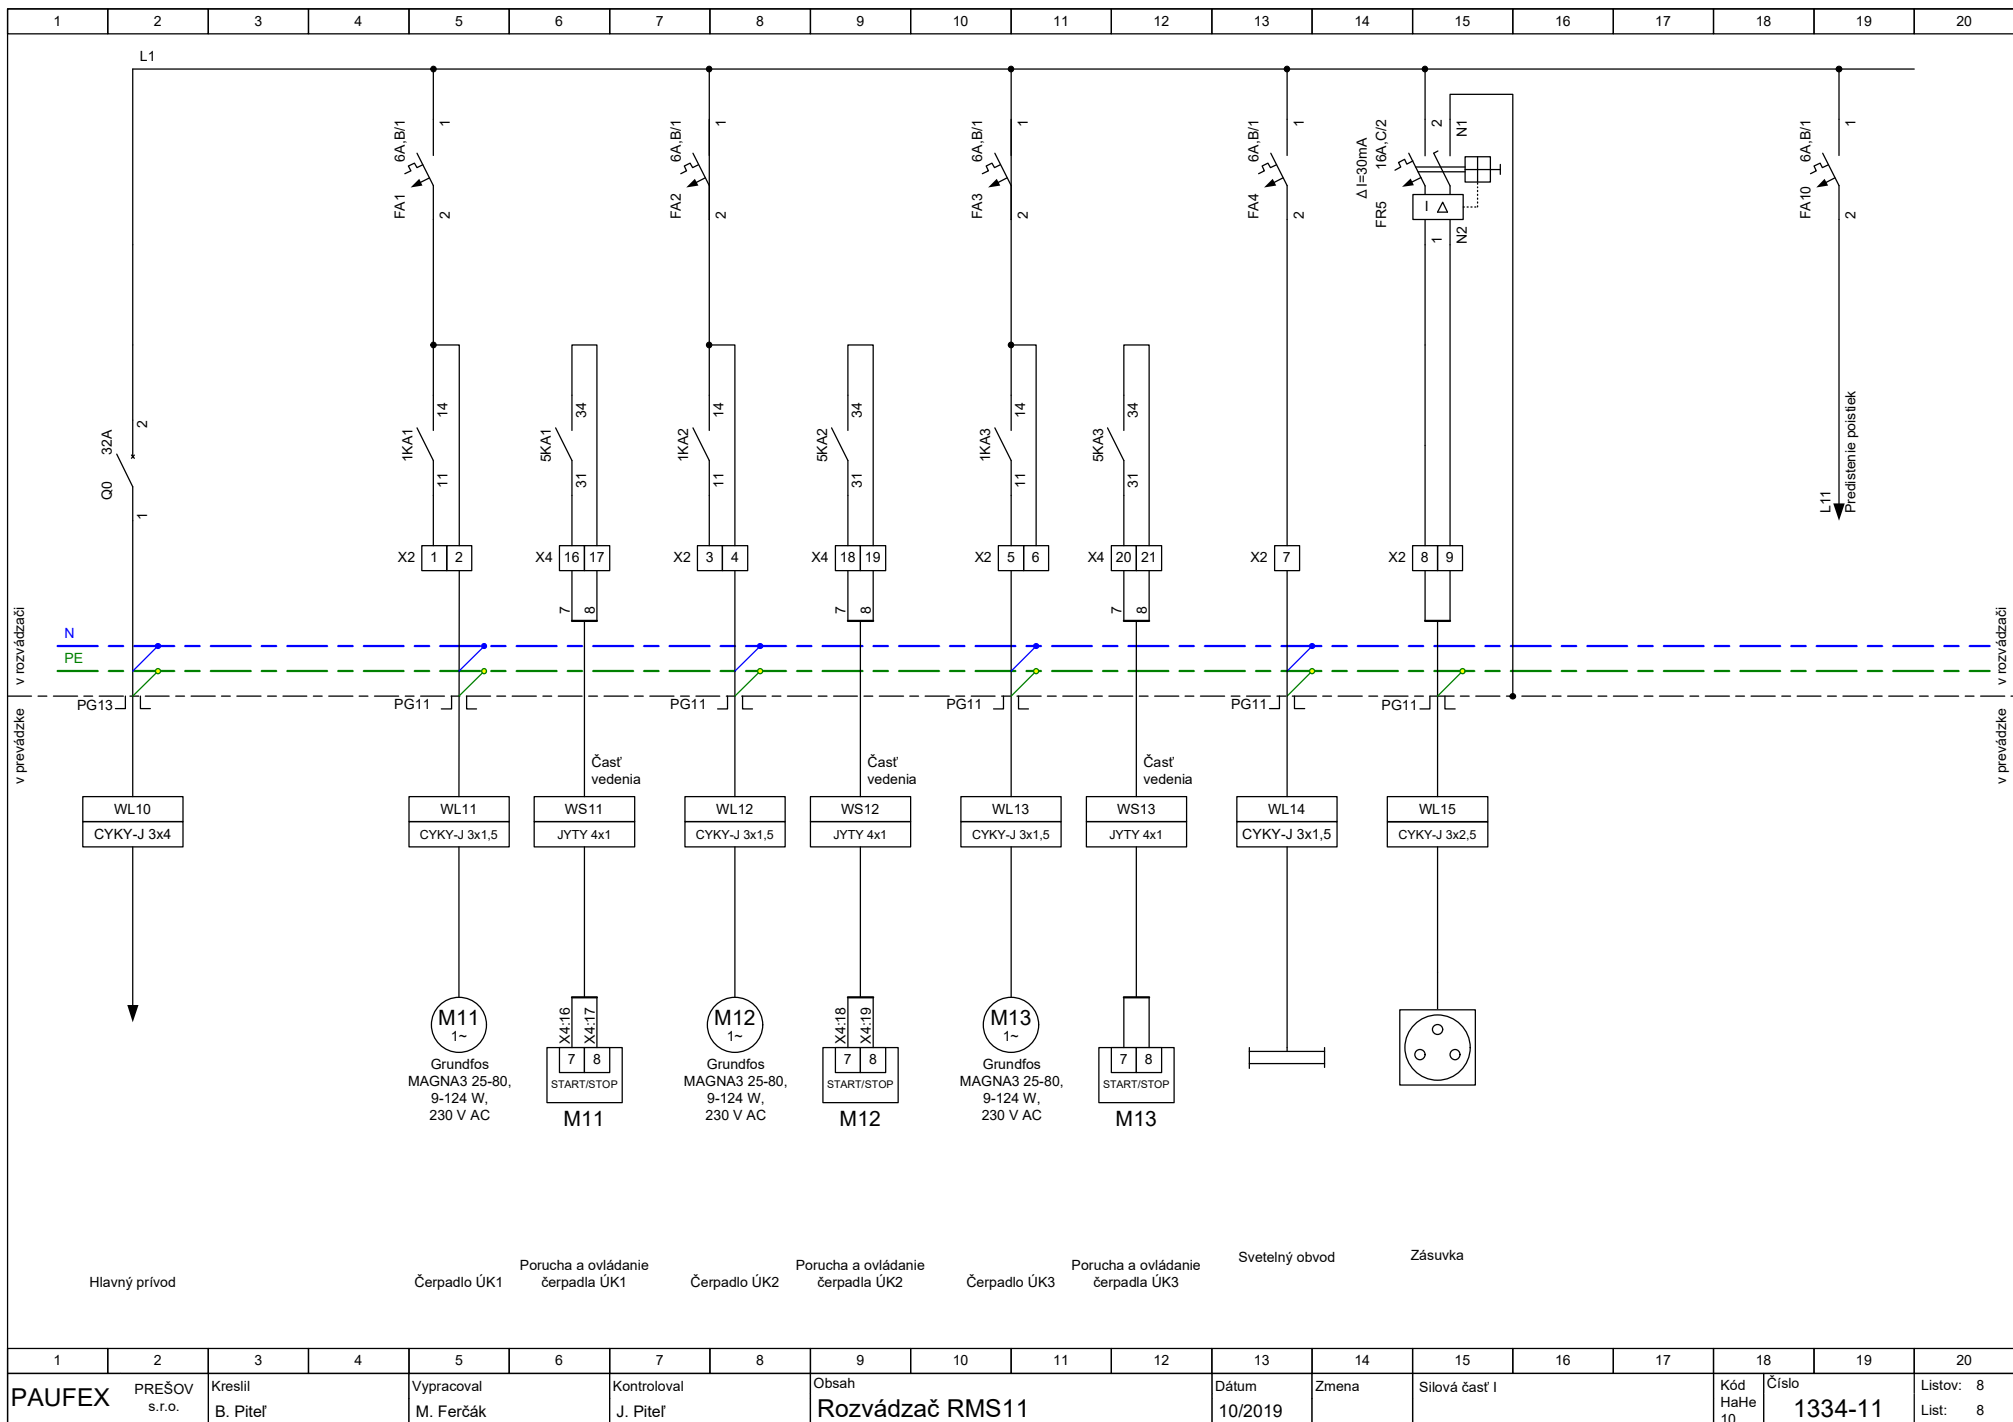 1 2 3 4 5 6 7 8 9 10 11 12 13 14 15 16 17 18 19 20
L1
6A,B/1 1
FA1 2
6A,B/1 1
FA2 2
6A,B/1 1
FA3 2
6A,B/1 1
FA4 2
Δ I=30mA
16A,C/2
2 N1
FR5
I Δ
1 N2
6A,B/1 1
FA10 2
32A 2
Q0 1
1KA1 14 11
5KA1 34 31
1KA2 14 11
5KA2 34 31
1KA3 14 11
5KA3 34 31
L11
Predistenie poistiek
X2 1 2
X4 16 17
X2 3 4
X4 18 19
X2 5 6
X4 20 21
X2 7
X2 8 9
7 8
7 8
7 8
v rozvádzači
N
PE
v rozvádzači
PG13 PG11 PG11 PG11 PG11 PG11
v prevádzke
v prevádzke
Časť
vedenia
Časť
vedenia
Časť
vedenia
WL10
CYKY-J 3x4
WL11
CYKY-J 3x1,5
WS11
JYTY 4x1
WL12
CYKY-J 3x1,5
WS12
JYTY 4x1
WL13
CYKY-J 3x1,5
WS13
JYTY 4x1
WL14
CYKY-J 3x1,5
WL15
CYKY-J 3x2,5
M11
1~
Grundfos
MAGNA3 25-80,
9-124 W,
230 V AC
X4:16 X4:17
7 8
START/STOP
M11
M12
1~
Grundfos
MAGNA3 25-80,
9-124 W,
230 V AC
X4:18 X4:19
7 8
START/STOP
M12
M13
1~
Grundfos
MAGNA3 25-80,
9-124 W,
230 V AC
7 8
START/STOP
M13
Hlavný prívod
Čerpadlo ÚK1
Porucha a ovládanie
čerpadla ÚK1
Čerpadlo ÚK2
Porucha a ovládanie
čerpadla ÚK2
Čerpadlo ÚK3
Porucha a ovládanie
čerpadla ÚK3
Svetelný obvod
Zásuvka
1 2 3 4 5 6 7 8 9 10 11 12 13 14 15 16 17 18 19 20
PAUFEX
PREŠOV
s.r.o.
Kreslil
B. Piteľ
Vypracoval
M. Ferčák
Kontroloval
J. Piteľ
Obsah
Rozvádzač RMS11
Dátum
10/2019
Zmena
Silová časť I
Kód
HaHe
10
Číslo
1334-11
Listov: 8
List: 8